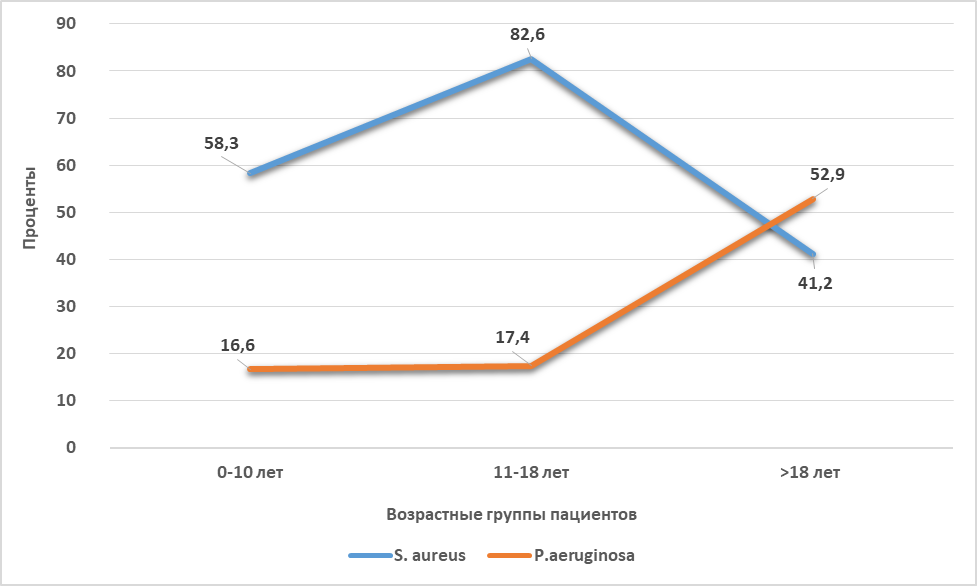 90
80
70
60
50
40
30
20
10
0
Проценты
82,6
58,3
52,9
41,2
16,6
17,4
0-10 лет
11-18 лет
>18 лет
Возрастные группы пациентов
S. aureus
P.aeruginosa